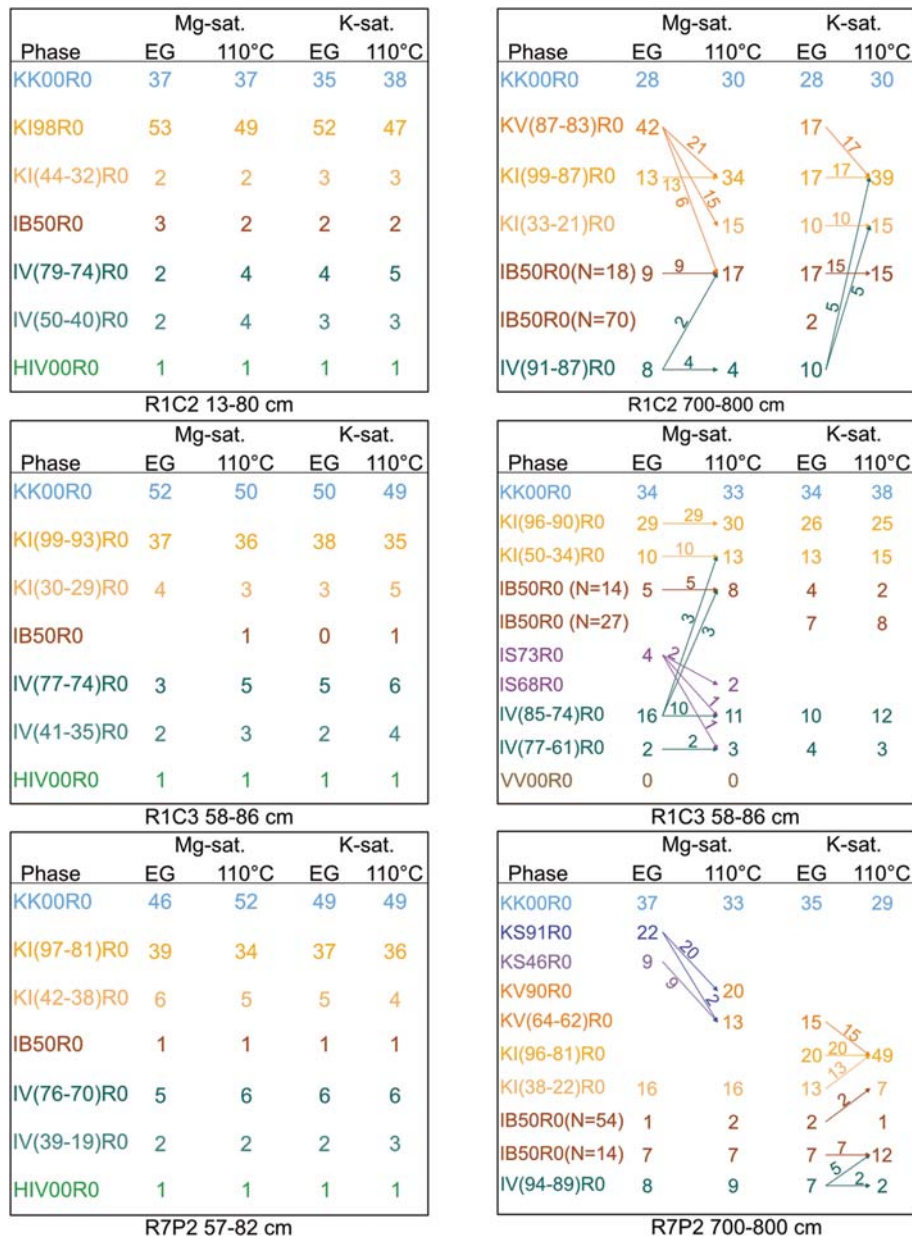 Mg-sat. K-sat.
Phase EG 110°C EG 110°C
KK00R0 37 37 35 38
KI98R0 53 49 52 47
KI(44-32)R0 2 2 3 3
IB50R0 3 2 2 2
IV(79-74)R0 2 4 4 5
IV(50-40)R0 2 4 3 3
HIV00R0 1 1 1 1
R1C2 13-80 cm
Mg-sat. K-sat.
Phase EG 110°C EG 110°C
KK00R0 28 30 28 30
KV(87-83)R0 42 17
21 17
KI(99-87)R0 13 13 34 17 17 39
6 15
KI(33-21)R0 15 10 10 15
IB50R0(N=18) 9 9 17 17 15 15
IB50R0(N=70) 2 2 5 5
IV(91-87)R0 8 4 4 10
R1C2 700-800 cm
Mg-sat. K-sat.
Phase EG 110°C EG 110°C
KK00R0 52 50 50 49
KI(99-93)R0 37 36 38 35
KI(30-29)R0 4 3 3 5
IB50R0 1 0 1
IV(77-74)R0 3 5 5 6
IV(41-35)R0 2 3 2 4
HIV00R0 1 1 1 1
R1C3 58-86 cm
Mg-sat. K-sat.
Phase EG 110°C EG 110°C
KK00R0 34 33 34 38
KI(96-90)R0 29 29 30 26 25
KI(50-34)R0 10 10 13 13 15
IB50R0 (N=14) 5 5 8 4 2
IB50R0 (N=27) 3 3 7 8
IS73R0 4 2
IS68R0 2
IV(85-74)R0 16 10 1 11 10 12
1
IV(77-61)R0 2 2 3 4 3
VV00R0 0 0
R1C3 58-86 cm
Mg-sat. K-sat.
Phase EG 110°C EG 110°C
KK00R0 46 52 49 49
KI(97-81)R0 39 34 37 36
KI(42-38)R0 6 5 5 4
IB50R0 1 1 1 1
IV(76-70)R0 5 6 6 6
IV(39-19)R0 2 2 2 3
HIV00R0 1 1 1 1
R7P2 57-82 cm
Mg-sat. K-sat.
Phase EG 110°C EG 110°C
KK00R0 37 33 35 29
KS91R0 22
20
KS46R0 9
9 2
KV90R0 20
KV(64-62)R0 13 15 15
KI(96-81)R0 20 20 49
13
KI(38-22)R0 16 16 13 7
2
IB50R0(N=54) 1 2 2 1
IB50R0(N=14) 7 7 7 7 12
5
IV(94-89)R0 8 9 7 2 2
R7P2 700-800 cm